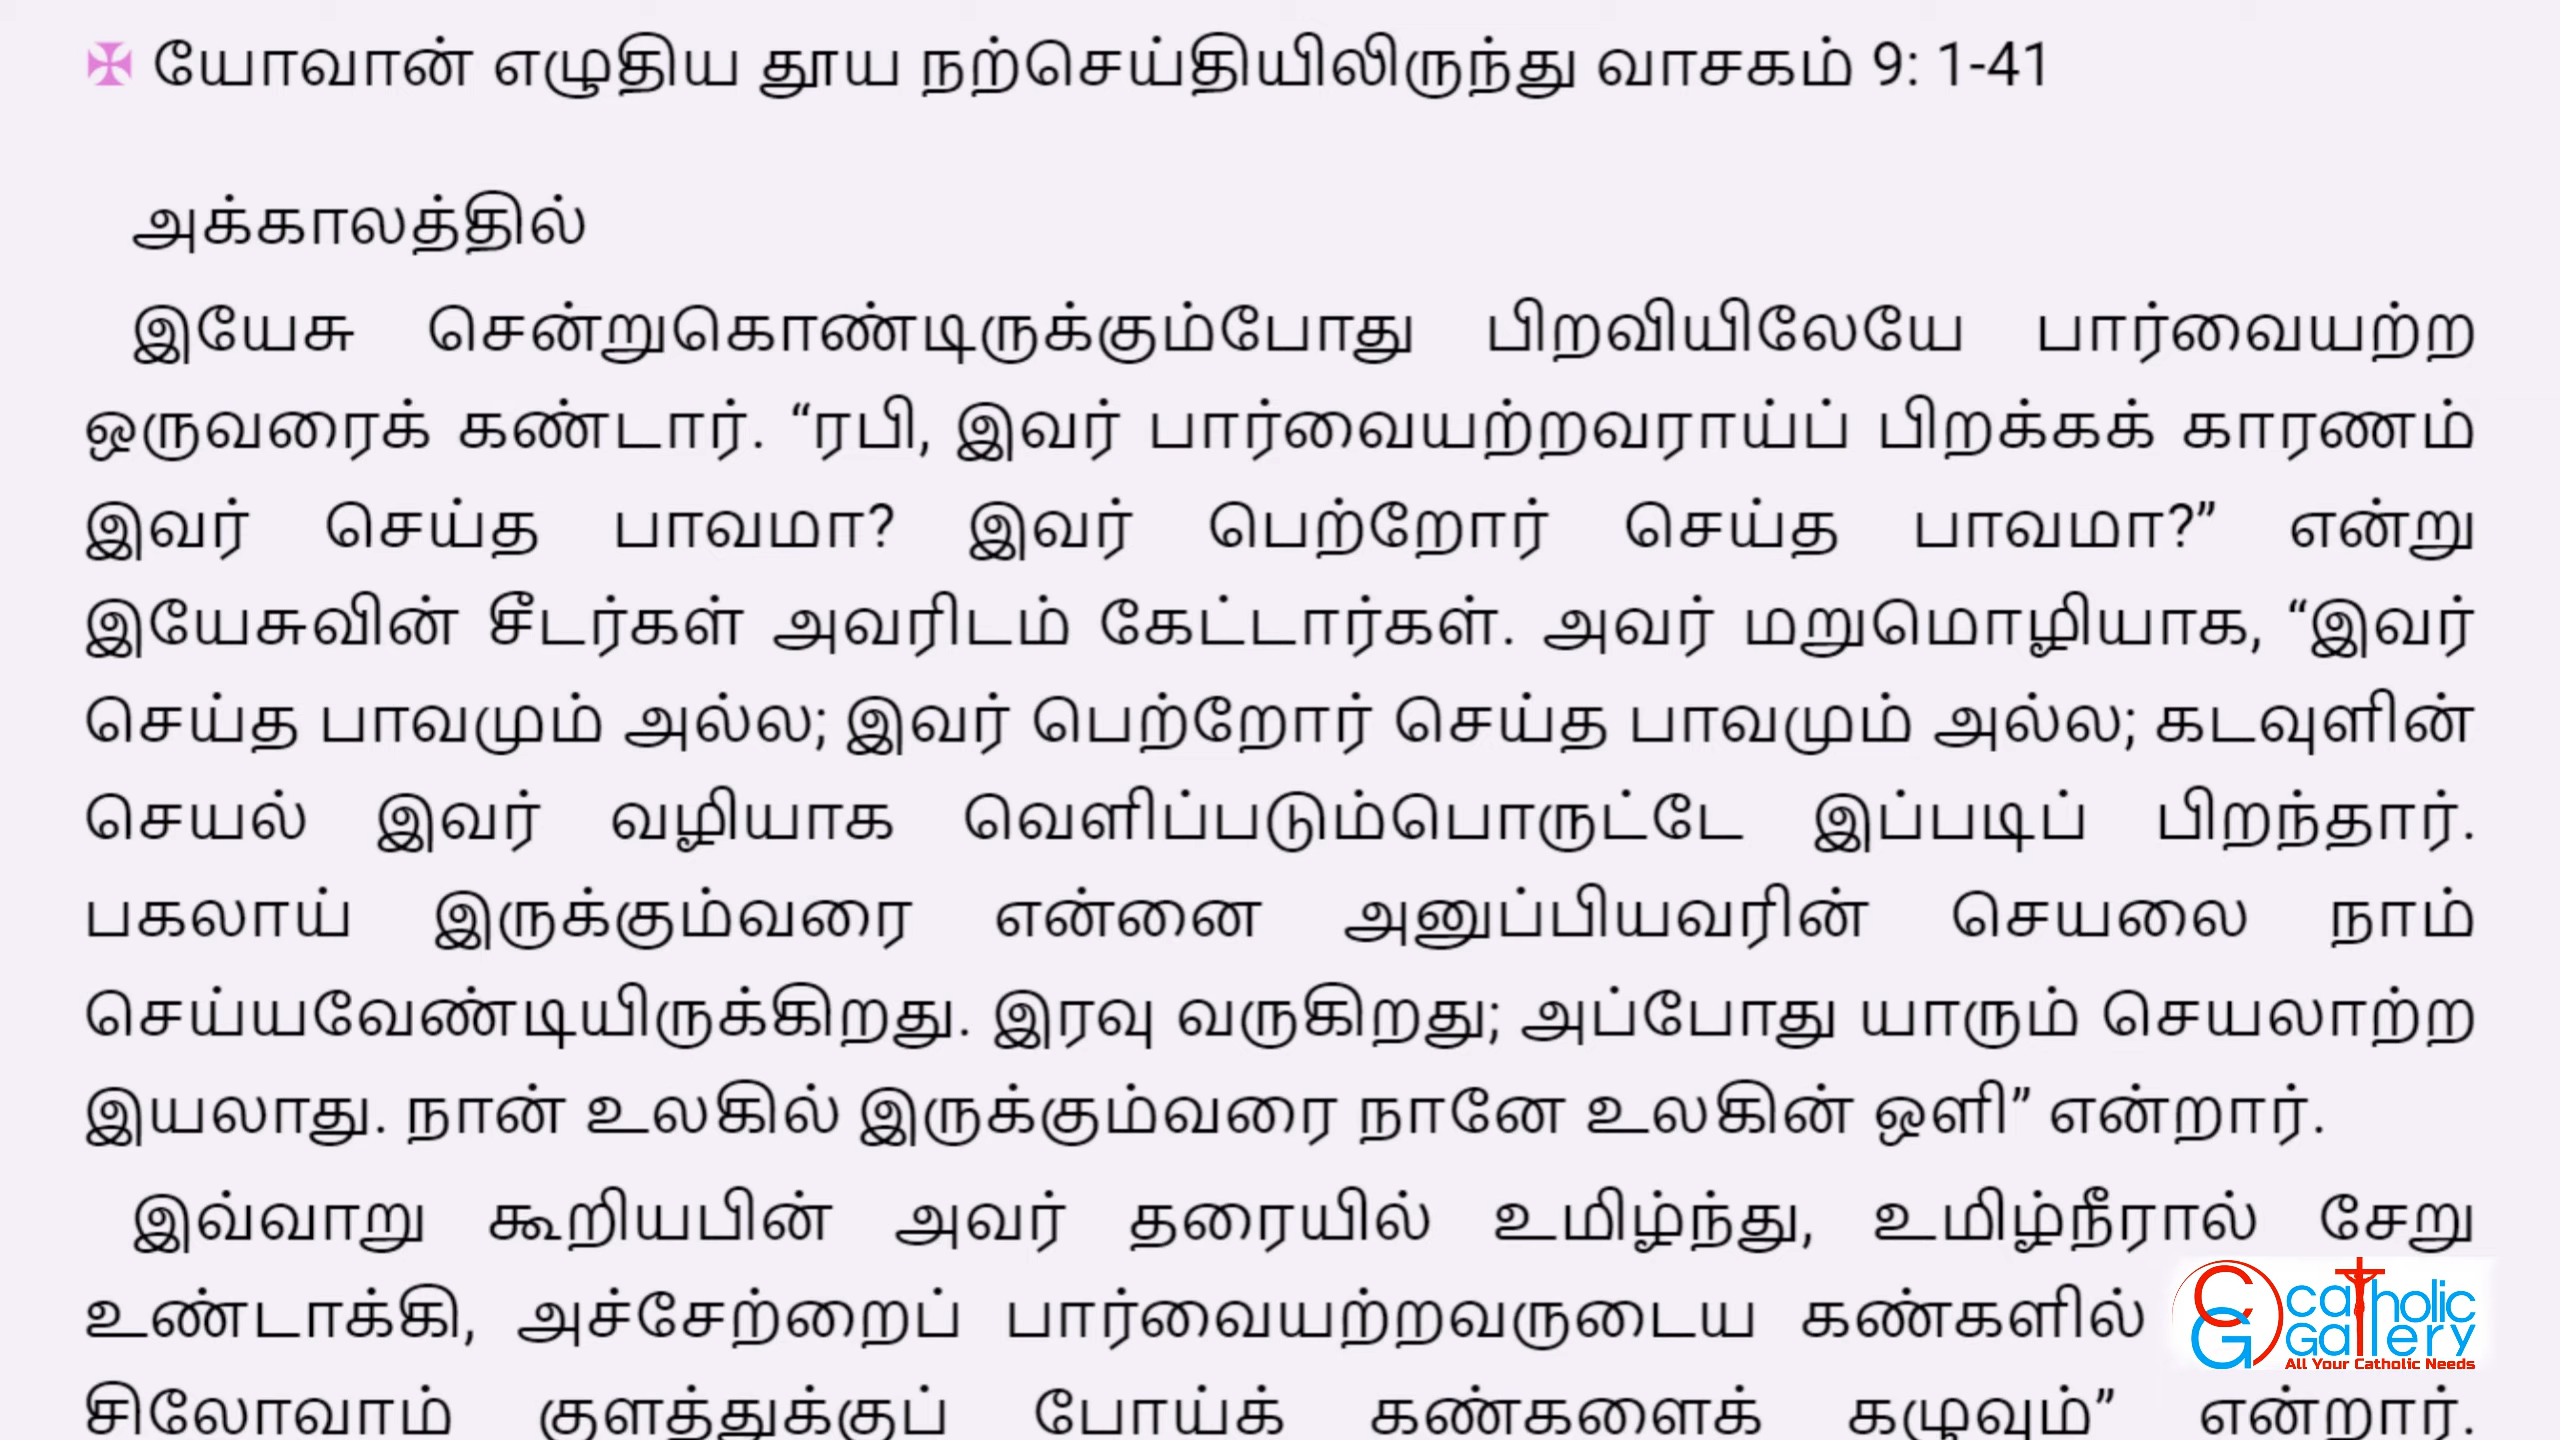 ✠ யோவான் எழுதிய தூய நற்செய்தியிலிருந்து வாசகம் 9: 1-41
அக்காலத்தில்
இயேசு சென்றுகொண்டிருக்கும்போது பிறவியிலேயே பார்வையற்ற
ஒருவரைக் கண்டார். “ரபி, இவர் பார்வையற்றவராய்ப் பிறக்கக் காரணம்
இவர் செய்த பாவமா? இவர் பெற்றோர் செய்த பாவமா?” என்று
இயேசுவின் சீடர்கள் அவரிடம் கேட்டார்கள். அவர் மறுமொழியாக, “இவர்
செய்த பாவமும் அல்ல; இவர் பெற்றோர் செய்த பாவமும் அல்ல; கடவுளின்
செயல் இவர் வழியாக வெளிப்படும்பொருட்டே இப்படிப் பிறந்தார்.
பகலாய் இருக்கும்வரை என்னை அனுப்பியவரின் செயலை நாம்
செய்யவேண்டியிருக்கிறது. இரவு வருகிறது; அப்போது யாரும் செயலாற்ற
இயலாது. நான் உலகில் இருக்கும்வரை நானே உலகின் ஒளி” என்றார்.
இவ்வாறு கூறியபின் அவர் தரையில் உமிழ்ந்து, உமிழ்நீரால் சேறு
உண்டாக்கி, அச்சேற்றைப் பார்வையற்றவருடைய கண்களில்
சிலோவாம் குளத்துக்குப் போய்க் கண்களைக் கழுவும்” என்றார்.
CG catholic
Gallery
All Your Catholic Needs